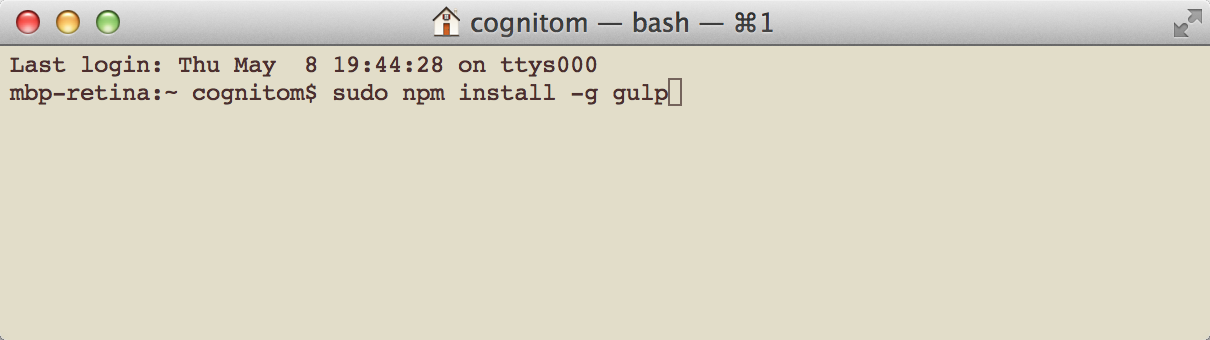 cognitom — bash — ⌘1
Last login: Thu May  8 19:44:28 on ttys000
mbp-retina:~ cognitom$ sudo npm install -g gulp